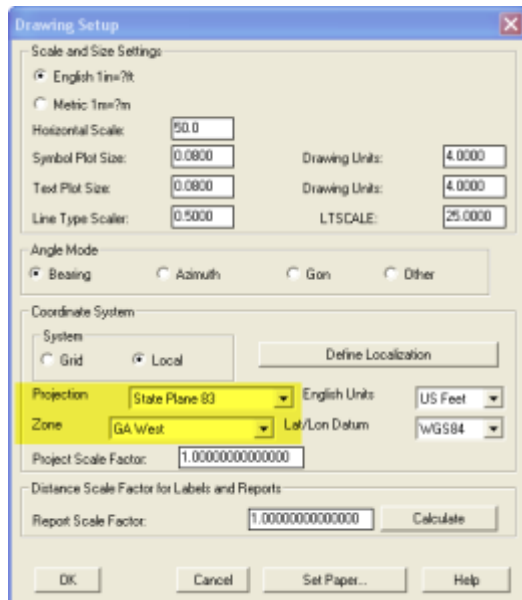 Drawing Setup
Scale and Size Settings
English 1in=?ft
Metric 1m=?m
Horizontal Scale: 50.0
Symbol Plot Size: 0.0800 Drawing Units: 4.0000
Text Plot Size: 0.0800 Drawing Units: 4.0000
Line Type Scaler: 0.5000 LTSCALE: 25.0000
Angle Mode
Bearing Azimuth Gon Other
Coordinate System
System
Grid Local Define Localization
Projection State Plane 83 English Units US Feet
Zone GA West Lat/Lon Datum WGS84
Project Scale Factor: 1.00000000000000
Distance Scale Factor for Labels and Reports
Report Scale Factor: 1.00000000000000 Calculate
OK Cancel Set Paper... Help